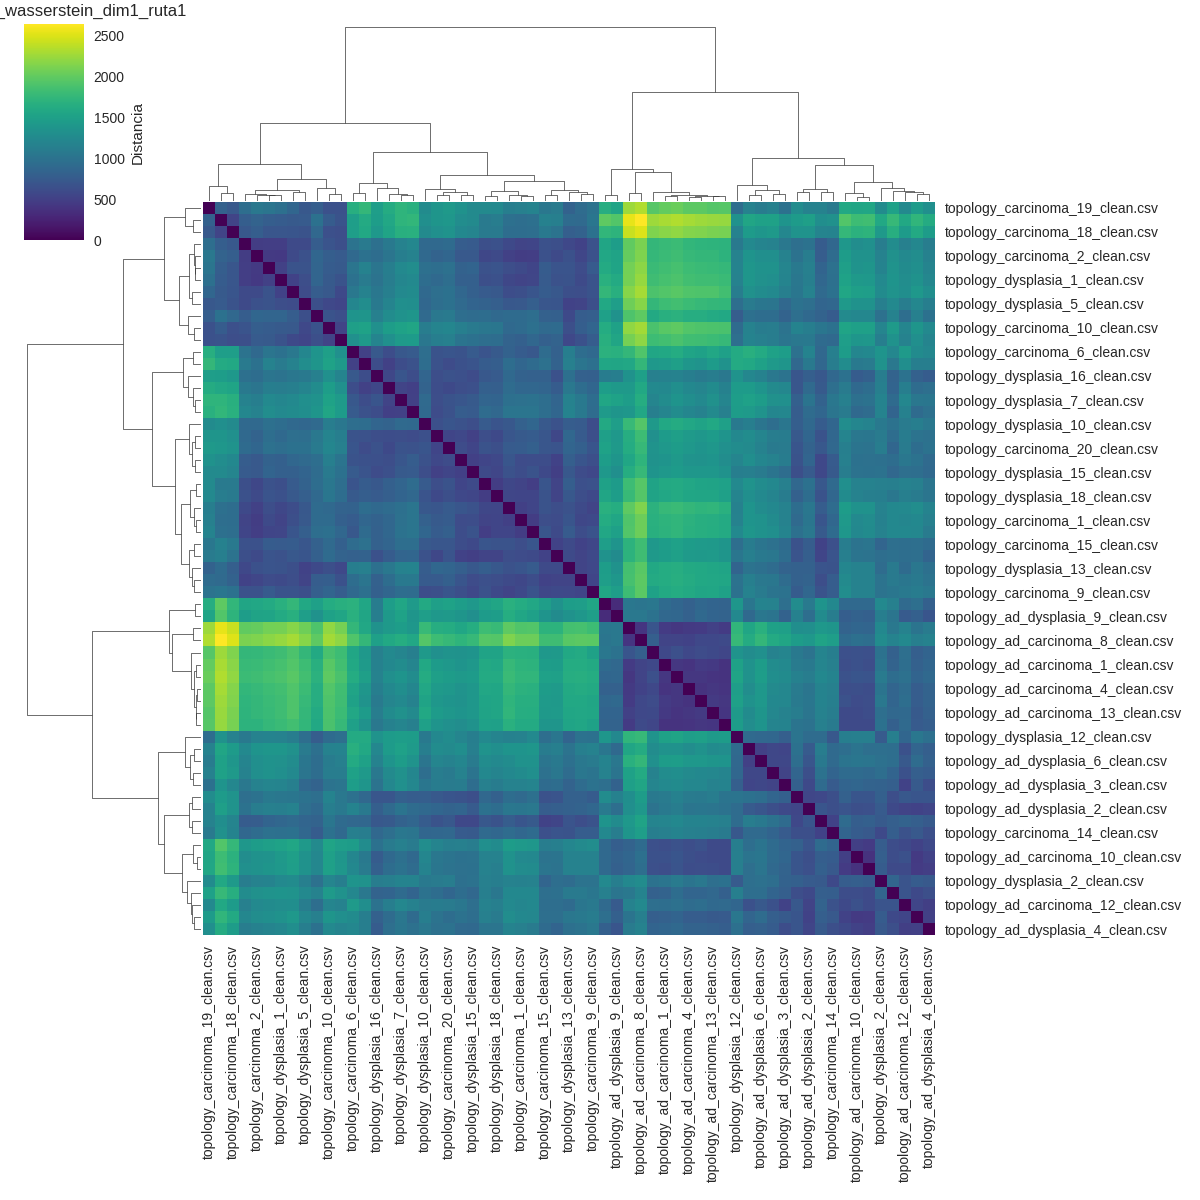 _wasserstein_dim1_ruta1
2500
2000
1500
1000
500
0
Distancia
topology_carcinoma_19_clean.csv
topology_carcinoma_18_clean.csv
topology_carcinoma_2_clean.csv
topology_dysplasia_1_clean.csv
topology_dysplasia_5_clean.csv
topology_carcinoma_10_clean.csv
topology_carcinoma_6_clean.csv
topology_dysplasia_16_clean.csv
topology_dysplasia_7_clean.csv
topology_dysplasia_10_clean.csv
topology_carcinoma_20_clean.csv
topology_dysplasia_15_clean.csv
topology_dysplasia_18_clean.csv
topology_carcinoma_1_clean.csv
topology_carcinoma_15_clean.csv
topology_dysplasia_13_clean.csv
topology_carcinoma_9_clean.csv
topology_ad_dysplasia_9_clean.csv
topology_ad_carcinoma_8_clean.csv
topology_ad_carcinoma_1_clean.csv
topology_ad_carcinoma_4_clean.csv
topology_ad_carcinoma_13_clean.csv
topology_dysplasia_12_clean.csv
topology_ad_dysplasia_6_clean.csv
topology_ad_dysplasia_3_clean.csv
topology_ad_dysplasia_2_clean.csv
topology_carcinoma_14_clean.csv
topology_ad_carcinoma_10_clean.csv
topology_dysplasia_2_clean.csv
topology_ad_carcinoma_12_clean.csv
topology_ad_dysplasia_4_clean.csv
topology_carcinoma_19_clean.csv
topology_carcinoma_18_clean.csv
topology_carcinoma_2_clean.csv
topology_dysplasia_1_clean.csv
topology_dysplasia_5_clean.csv
topology_carcinoma_10_clean.csv
topology_carcinoma_6_clean.csv
topology_dysplasia_16_clean.csv
topology_dysplasia_7_clean.csv
topology_dysplasia_10_clean.csv
topology_carcinoma_20_clean.csv
topology_dysplasia_15_clean.csv
topology_dysplasia_18_clean.csv
topology_carcinoma_1_clean.csv
topology_carcinoma_15_clean.csv
topology_dysplasia_13_clean.csv
topology_carcinoma_9_clean.csv
topology_ad_dysplasia_9_clean.csv
topology_ad_carcinoma_8_clean.csv
topology_ad_carcinoma_1_clean.csv
topology_ad_carcinoma_4_clean.csv
topology_ad_carcinoma_13_clean.csv
topology_dysplasia_12_clean.csv
topology_ad_dysplasia_6_clean.csv
topology_ad_dysplasia_3_clean.csv
topology_ad_dysplasia_2_clean.csv
topology_carcinoma_14_clean.csv
topology_ad_carcinoma_10_clean.csv
topology_dysplasia_2_clean.csv
topology_ad_carcinoma_12_clean.csv
topology_ad_dysplasia_4_clean.csv